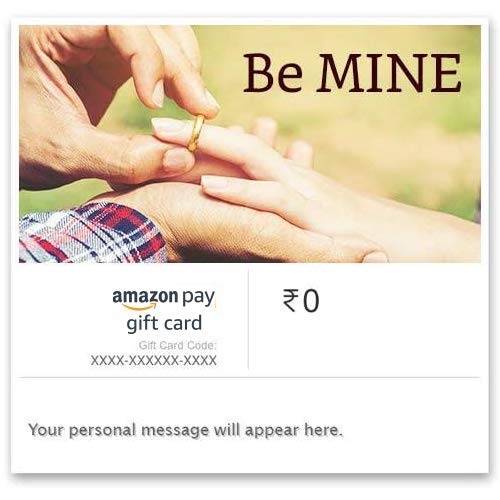 Be MINE
amazon pay
gift card
Gift Card Code:
XXXX-XXXXXX-XXXX
₹0
Your personal message will appear here.